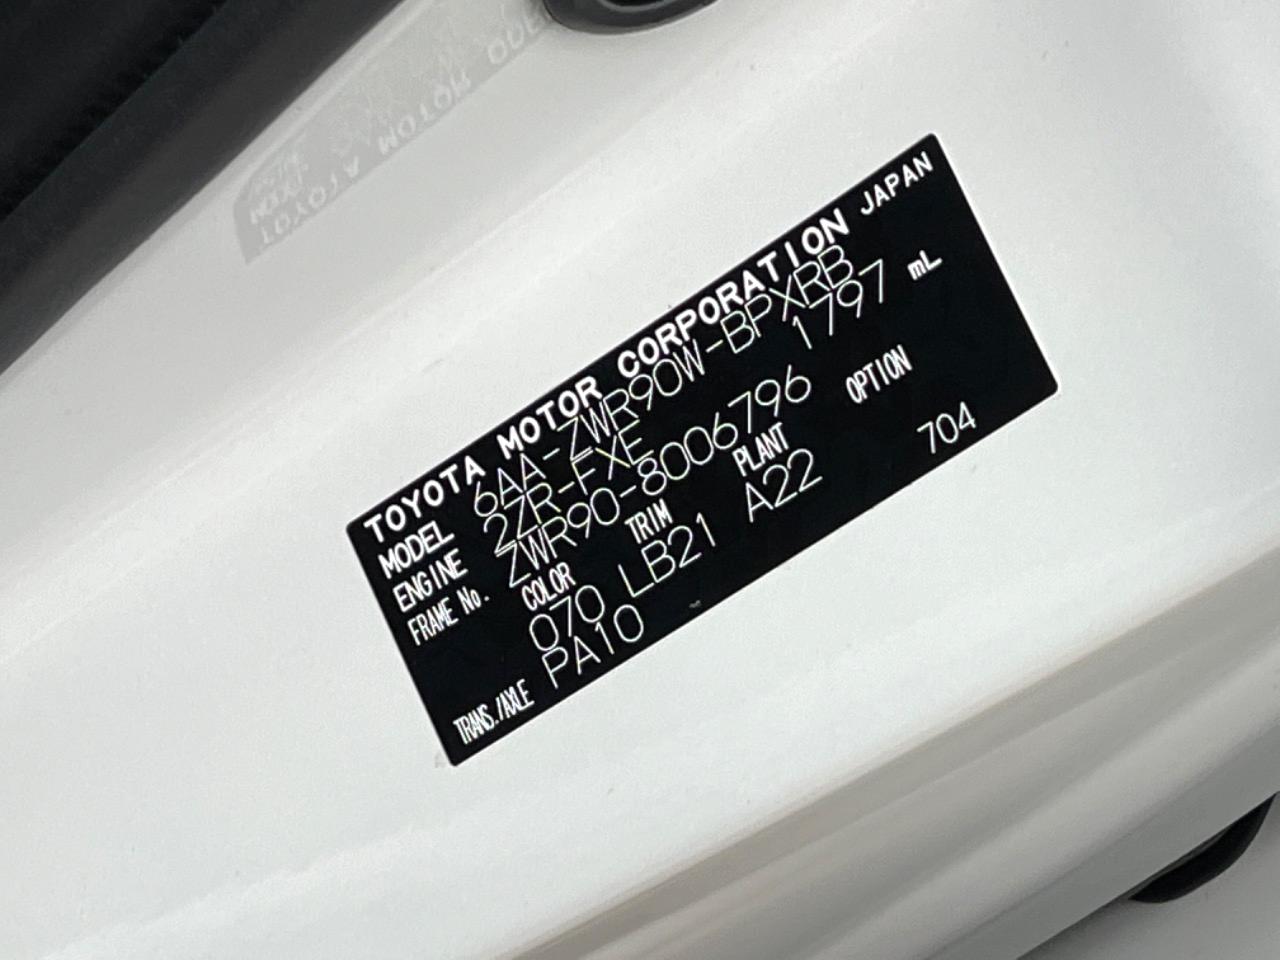 TOYOTA MOTOR CORPORATION JAPAN
MODEL 6AA-ZWR90W-BPXRB
ENGINE 2ZR-FXE 1797 mL
FRAME No. ZWR90-8006796
COLOR TRIM PLANT OPTION
070 LB21 A22 704
TRANS./AXLE PA10